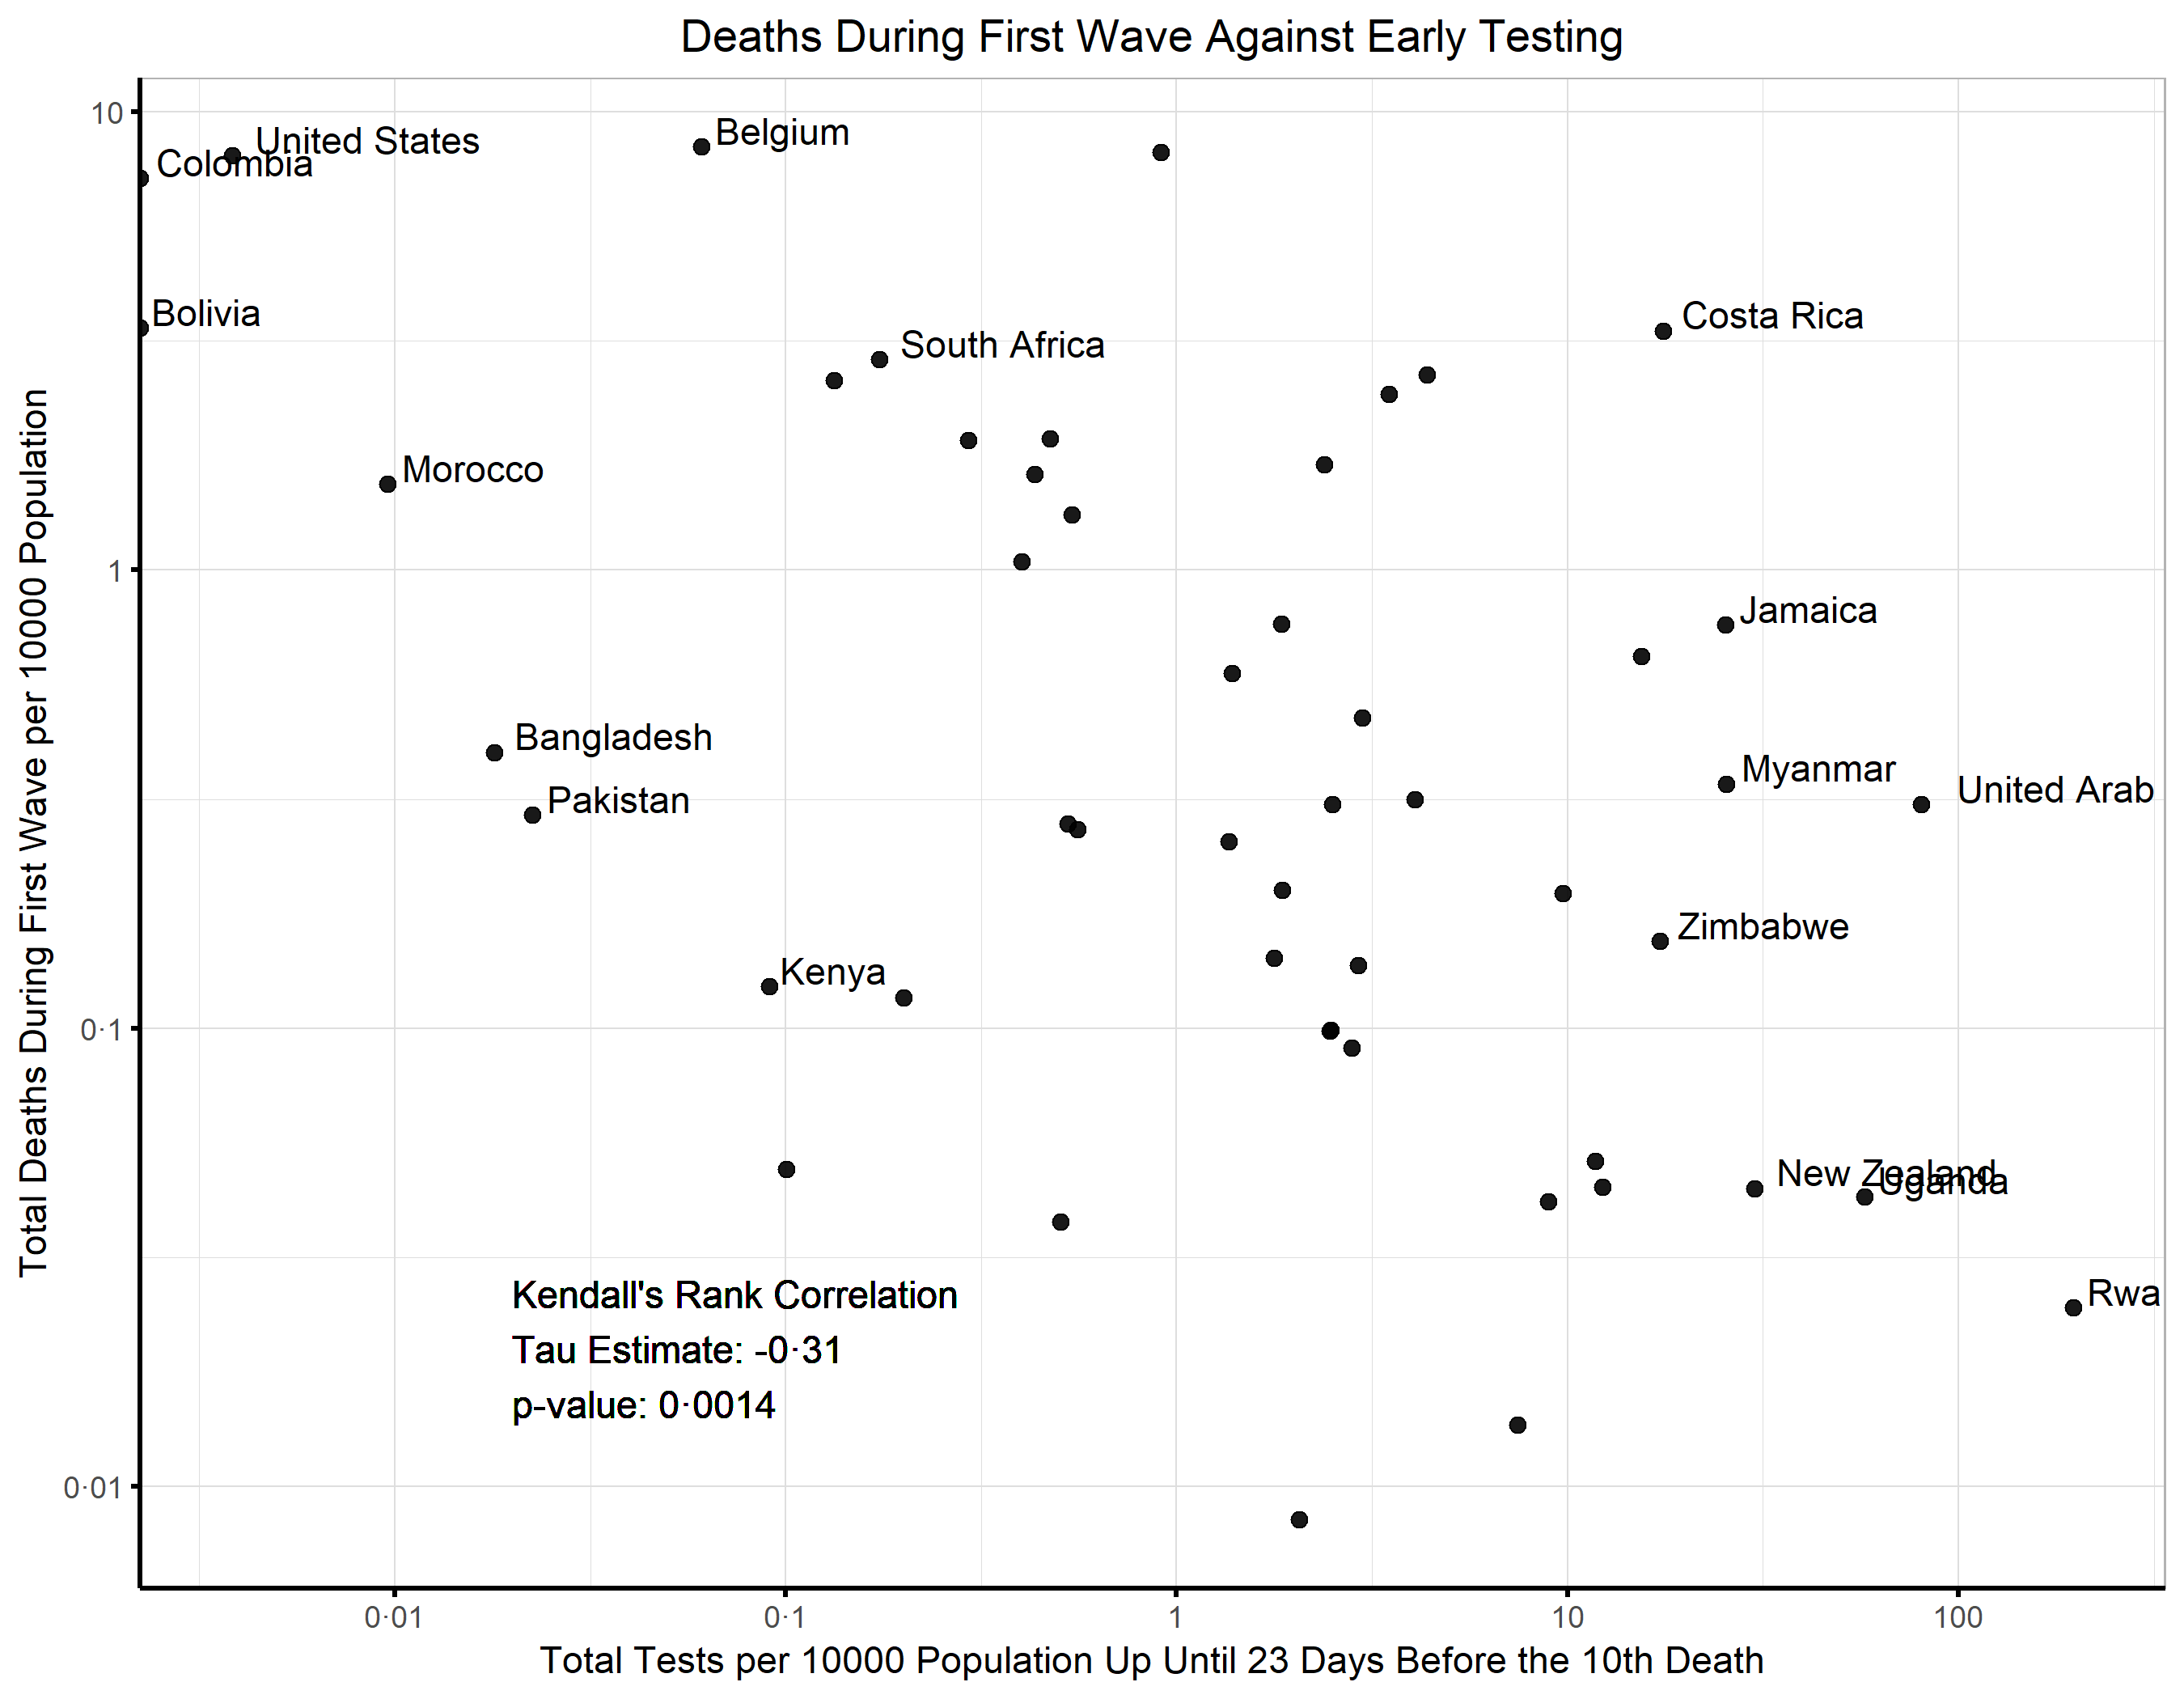 Deaths During First Wave Against Early Testing
Total Deaths During First Wave per 10000 Population
10
1
0·1
0·01
United States
Colombia
Belgium
Bolivia
Costa Rica
South Africa
Morocco
Jamaica
Bangladesh
Myanmar
United Arab
Pakistan
Zimbabwe
Kenya
New Zealand
Uganda
Rwa
Kendall's Rank Correlation
Tau Estimate: -0·31
p-value: 0·0014
0·01
0·1
1
10
100
Total Tests per 10000 Population Up Until 23 Days Before the 10th Death